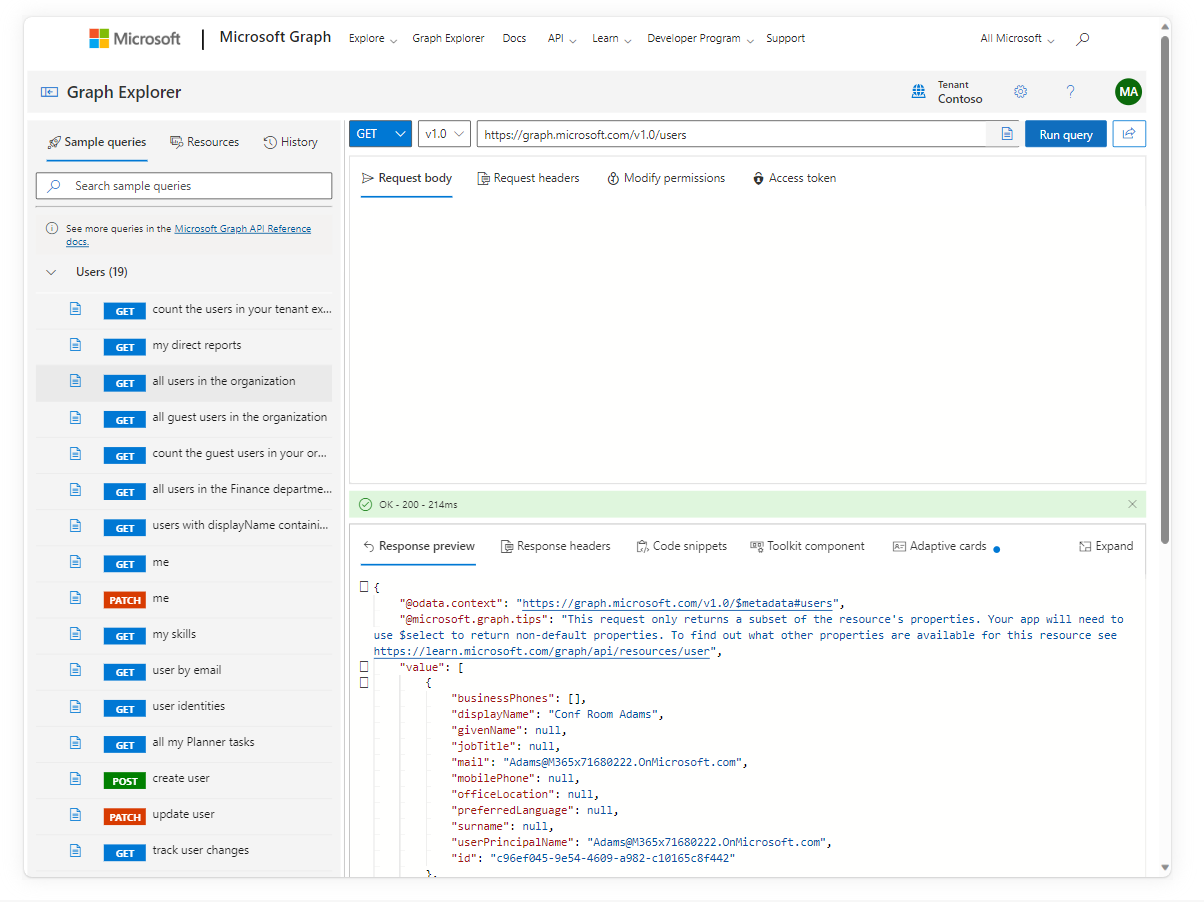 Microsoft | Microsoft Graph Explore Graph Explorer Docs API Learn Developer Program Support All Microsoft
Graph Explorer Tenant Contoso ? MA
Sample queries Resources History
Search sample queries
See more queries in the Microsoft Graph API Reference
docs.
Users (19)
GET count the users in your tenant ex...
GET my direct reports
GET all users in the organization
GET all guest users in the organization
GET count the guest users in your or...
GET all users in the Finance departme...
GET users with displayName containi...
GET me
PATCH me
GET my skills
GET user by email
GET user identities
GET all my Planner tasks
POST create user
PATCH update user
GET track user changes
GET v1.0 https://graph.microsoft.com/v1.0/users Run query
Request body Request headers Modify permissions Access token
OK - 200 - 214ms
Response preview Response headers Code snippets Toolkit component Adaptive cards Expand
{
"@odata.context": "https://graph.microsoft.com/v1.0/$metadata#users",
"@microsoft.graph.tips": "This request only returns a subset of the resource's properties. Your app will need to
use $select to return non-default properties. To find out what other properties are available for this resource see
https://learn.microsoft.com/graph/api/resources/user",
"value": [
{
"businessPhones": [],
"displayName": "Conf Room Adams",
"givenName": null,
"jobTitle": null,
"mail": "Adams@M365x71680222.OnMicrosoft.com",
"mobilePhone": null,
"officeLocation": null,
"preferredLanguage": null,
"surname": null,
"userPrincipalName": "Adams@M365x71680222.OnMicrosoft.com",
"id": "c96ef045-9e54-4609-a982-c10165c8f442"
},